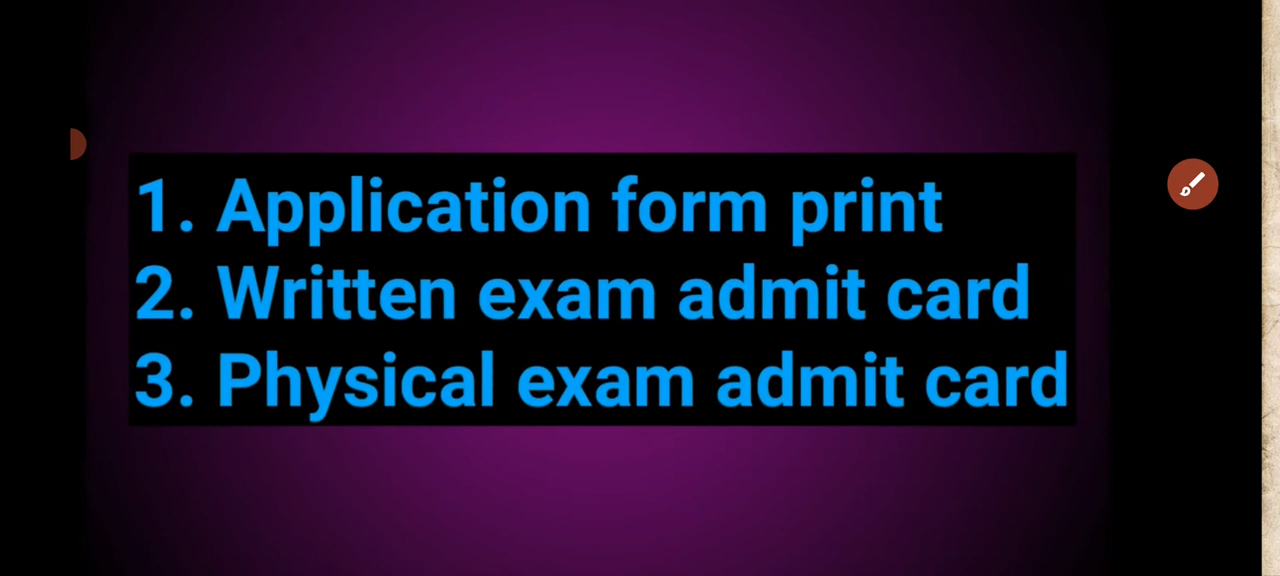 1. Application form print
2. Written exam admit card
3. Physical exam admit card